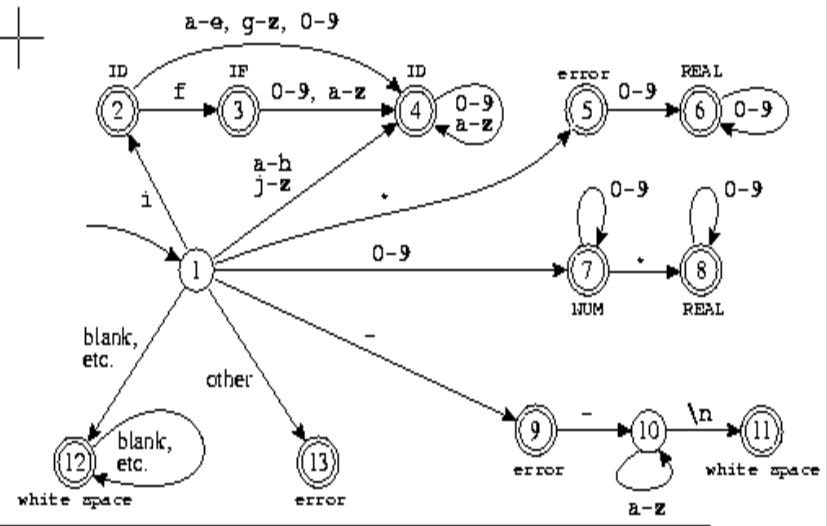 a-e, g-z, 0-9
ID
IF
ID
error
REAL
2
f
3
0-9, a-z
4
0-9
a-z
5
0-9
6
0-9
a-h
j-z
i
.
0-9
0-9
1
0-9
7
.
8
NUM
REAL
blank,
etc.
other
-
12
blank,
etc.
13
9
-
10
\n
11
white space
error
error
white space
a-z